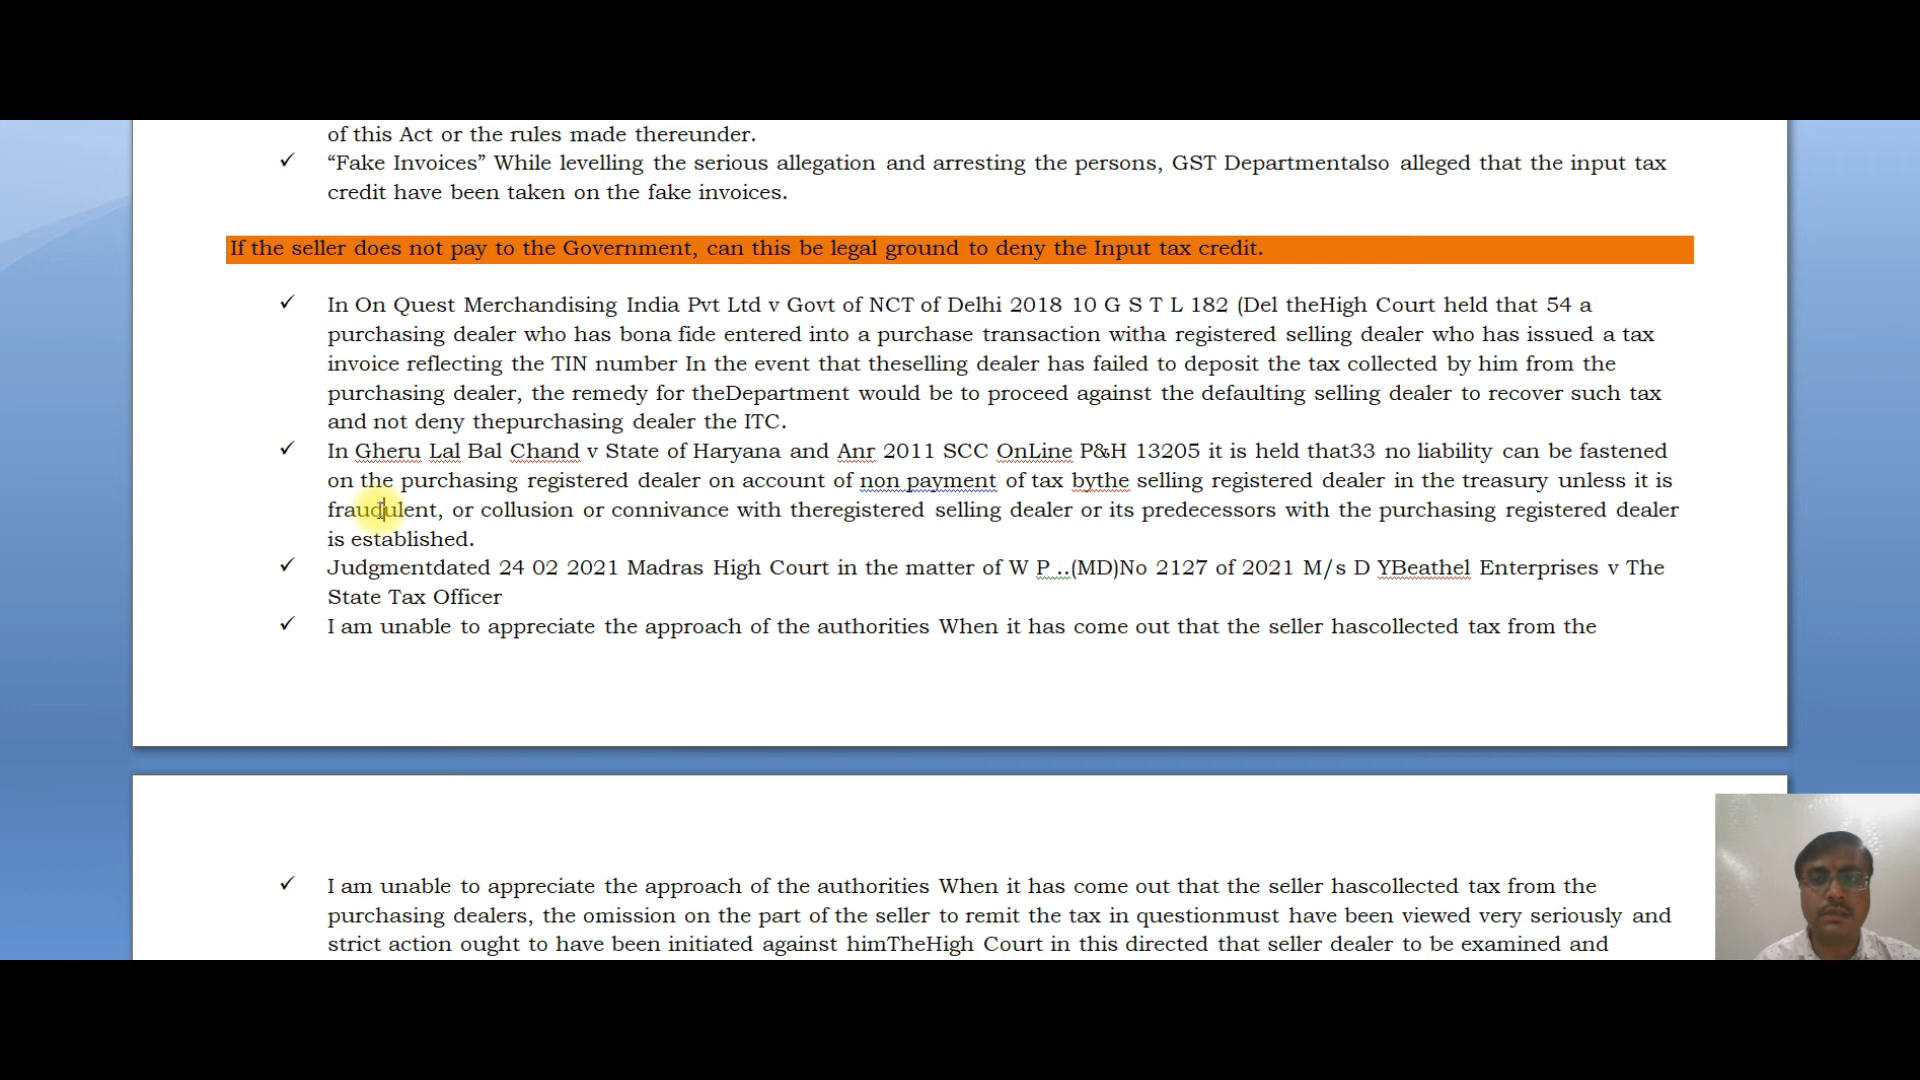 of this Act or the rules made thereunder.
✓ “Fake Invoices” While levelling the serious allegation and arresting the persons, GST Departmentalso alleged that the input tax
credit have been taken on the fake invoices.
If the seller does not pay to the Government, can this be legal ground to deny the Input tax credit.
✓ In On Quest Merchandising India Pvt Ltd v Govt of NCT of Delhi 2018 10 G S T L 182 (Del theHigh Court held that 54 a
purchasing dealer who has bona fide entered into a purchase transaction witha registered selling dealer who has issued a tax
invoice reflecting the TIN number In the event that theselling dealer has failed to deposit the tax collected by him from the
purchasing dealer, the remedy for theDepartment would be to proceed against the defaulting selling dealer to recover such tax
and not deny thepurchasing dealer the ITC.
✓ In Gheru Lal Bal Chand v State of Haryana and Anr 2011 SCC OnLine P&H 13205 it is held that33 no liability can be fastened
on the purchasing registered dealer on account of non payment of tax bythe selling registered dealer in the treasury unless it is
fraudulent, or collusion or connivance with theregistered selling dealer or its predecessors with the purchasing registered dealer
is established.
✓ Judgmentdated 24 02 2021 Madras High Court in the matter of W P ..(MD)No 2127 of 2021 M/s D YBeathel Enterprises v The
State Tax Officer
✓ I am unable to appreciate the approach of the authorities When it has come out that the seller hascollected tax from the
✓ I am unable to appreciate the approach of the authorities When it has come out that the seller hascollected tax from the
purchasing dealers, the omission on the part of the seller to remit the tax in questionmust have been viewed very seriously and
strict action ought to have been initiated against himTheHigh Court in this directed that seller dealer to be examined and